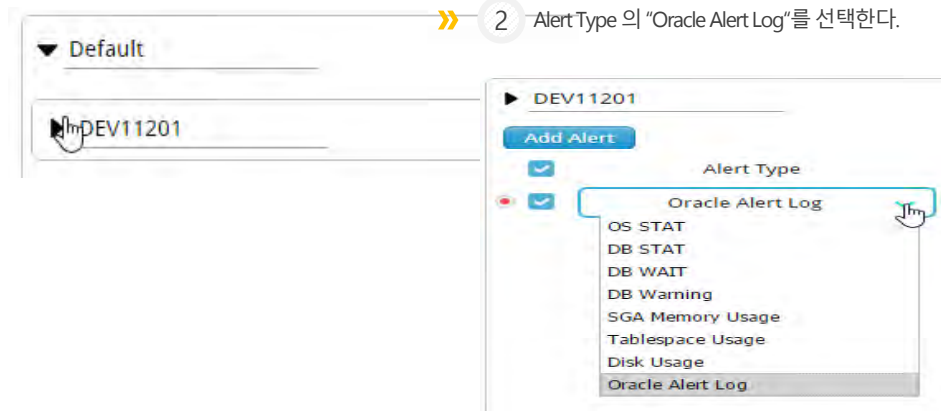 2 Alert Type 의 “Oracle Alert Log“를 선택한다.
Default
DEV11201
DEV11201
Add Alert
Alert Type
Oracle Alert Log
OS STAT
DB STAT
DB WAIT
DB Warning
SGA Memory Usage
Tablespace Usage
Disk Usage
Oracle Alert Log